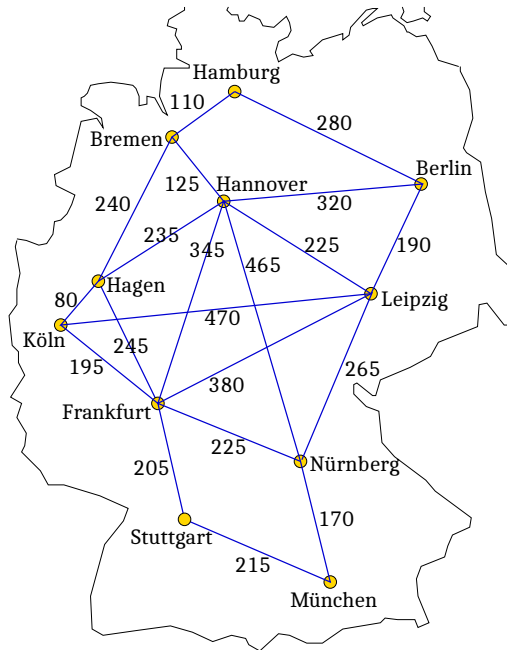 Hamburg
110
Bremen
280
Berlin
125
Hannover
240
320
235
345
465
225
190
Hagen
80
Leipzig
470
Köln
245
195
265
380
Frankfurt
225
Nürnberg
205
170
Stuttgart
215
München